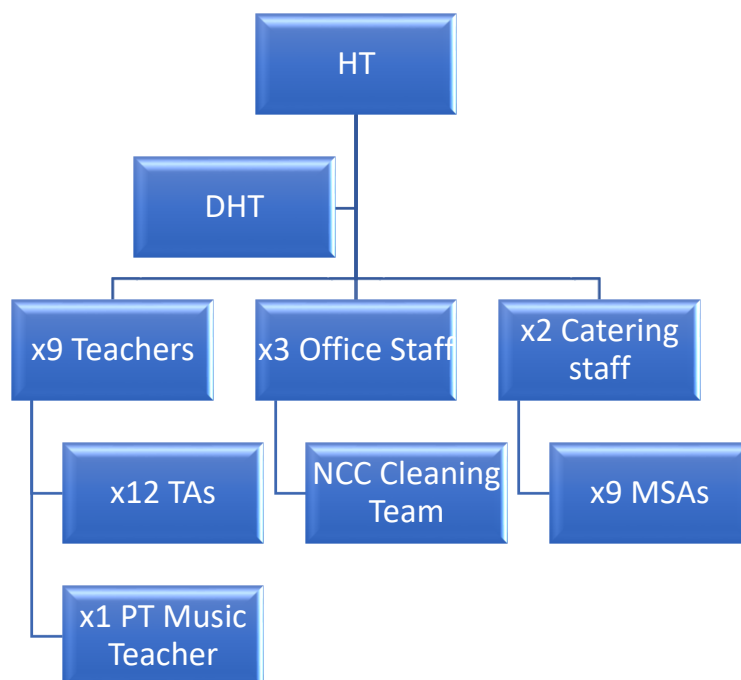 HT
DHT
x9 Teachers
x3 Office Staff
x2 Catering
staff
x12 TAs
NCC Cleaning
Team
x9 MSAs
x1 PT Music
Teacher